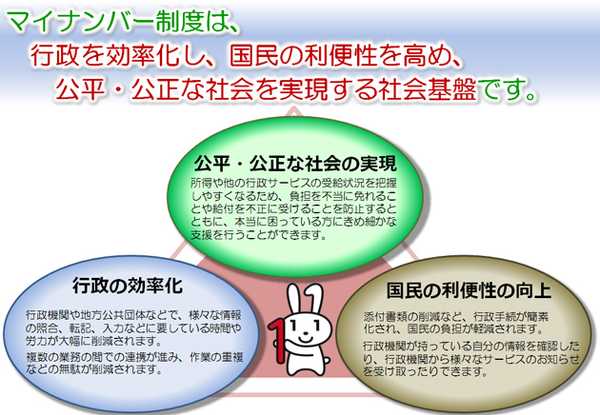 マイナンバー制度は、
行政を効率化し、国民の利便性を高め、
公平・公正な社会を実現する社会基盤です。
公平・公正な社会の実現
所得や他の行政サービスの受給状況を把握
しやすくなるため、負担を不当に免れるこ
とや給付を不正に受けることを防止すると
ともに、本当に困っている方にきめ細かな
支援を行うことができます。
行政の効率化
行政機関や地方公共団体などで、様々な情報
の照合、転記、入力などに要している時間や
労力が大幅に削減されます。
複数の業務の間での連携が進み、作業の重複
などの無駄が削減されます。
1
国民の利便性の向上
添付書類の削減など、行政手続が簡素
化され、国民の負担が軽減されます。
行政機関が持っている自分の情報を確認した
り、行政機関から様々なサービスのお知らせ
を受け取ったりできます。